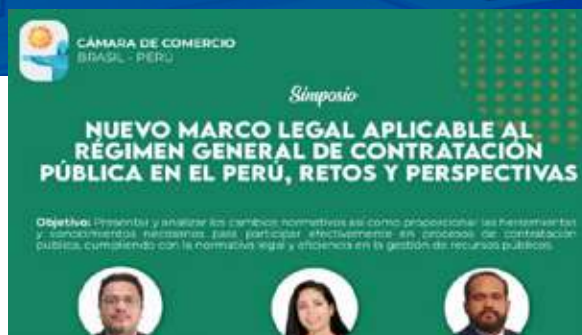 CÁMARA DE COMERCIO
BRASIL - PERÚ
Simposio
NUEVO MARCO LEGAL APLICABLE AL
RÉGIMEN GENERAL DE CONTRATACIÓN
PÚBLICA EN EL PERÚ, RETOS Y PERSPECTIVAS
Objetivo: Presentar y analizar los cambios normativos así como proporcionar las herramientas
y conocimientos necesarios para participar efectivamente en procesos de contratación
pública, cumpliendo con la normativa legal y eficiencia en la gestión de recursos públicos.